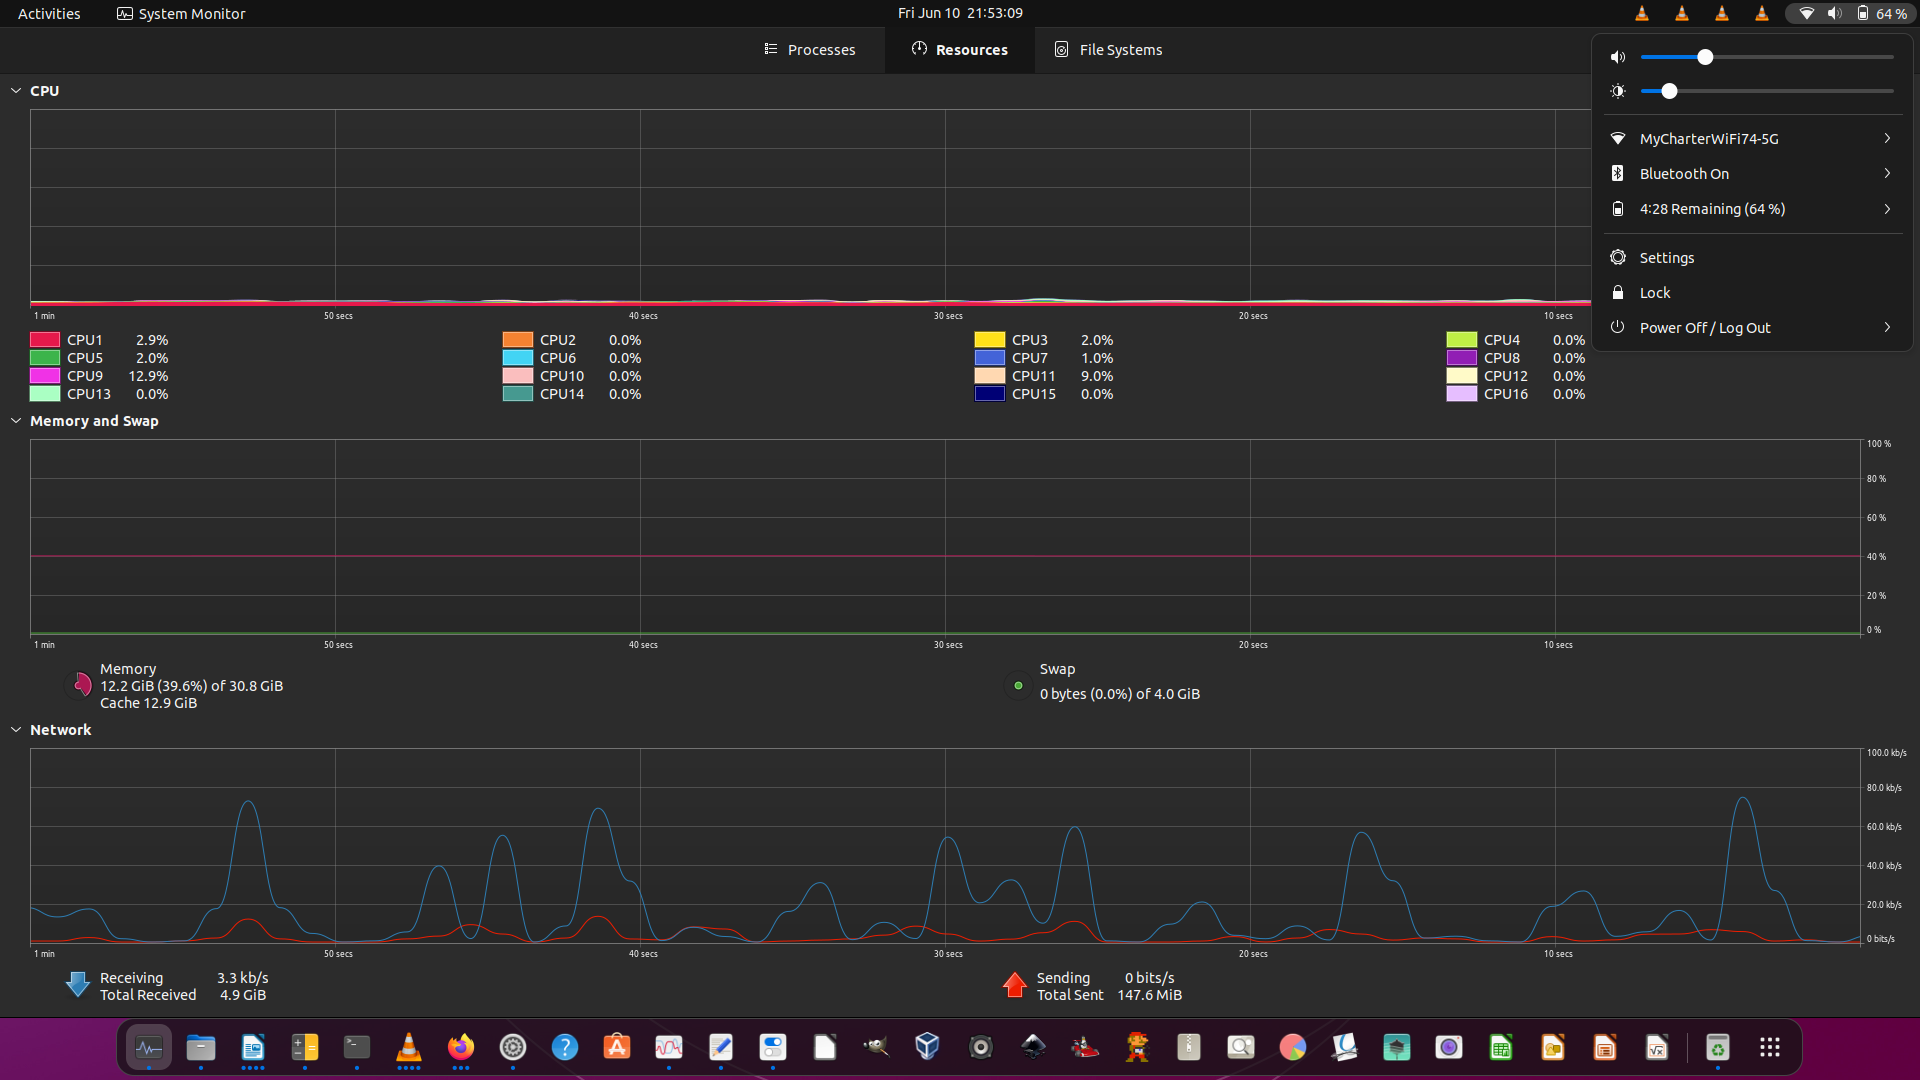 Activities System Monitor Fri Jun 10 21:53:09 64 %
Processes Resources File Systems
CPU
1 min 50 secs 40 secs 30 secs 20 secs 10 secs
CPU1 2.9% CPU2 0.0% CPU3 2.0% CPU4 0.0%
CPU5 2.0% CPU6 0.0% CPU7 1.0% CPU8 0.0%
CPU9 12.9% CPU10 0.0% CPU11 9.0% CPU12 0.0%
CPU13 0.0% CPU14 0.0% CPU15 0.0% CPU16 0.0%
MyCharterWiFi74-5G
Bluetooth On
4:28 Remaining (64 %)
Settings
Lock
Power Off / Log Out
Memory and Swap
100 %
80 %
60 %
40 %
20 %
0 %
1 min 50 secs 40 secs 30 secs 20 secs 10 secs
Memory
12.2 GiB (39.6%) of 30.8 GiB
Cache 12.9 GiB
Swap
0 bytes (0.0%) of 4.0 GiB
Network
100.0 kb/s
80.0 kb/s
60.0 kb/s
40.0 kb/s
20.0 kb/s
0 bits/s
1 min 50 secs 40 secs 30 secs 20 secs 10 secs
Receiving 3.3 kb/s
Total Received 4.9 GiB
Sending 0 bits/s
Total Sent 147.6 MiB